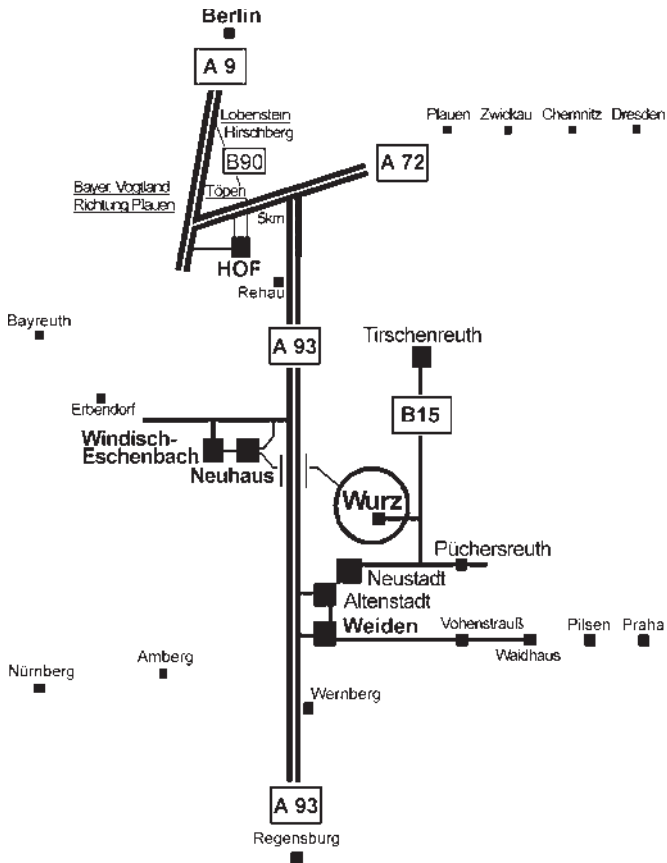 Berlin
A 9
Lobenstein
Hirschberg
Plauen Zwickau Chemnitz Dresden
B90
A 72
Bayer. Vogtland
Richtung Plauen
Töpen
5km
HOF
Rehau
Bayreuth
A 93
Tirschenreuth
Erbendorf
B15
Windisch-
Eschenbach
Neuhaus
Wurz
Püchersreuth
Neustadt
Altenstadt
Weiden
Vohenstrauß
Waidhaus
Pilsen Praha
Amberg
Nürnberg
Wernberg
A 93
Regensburg